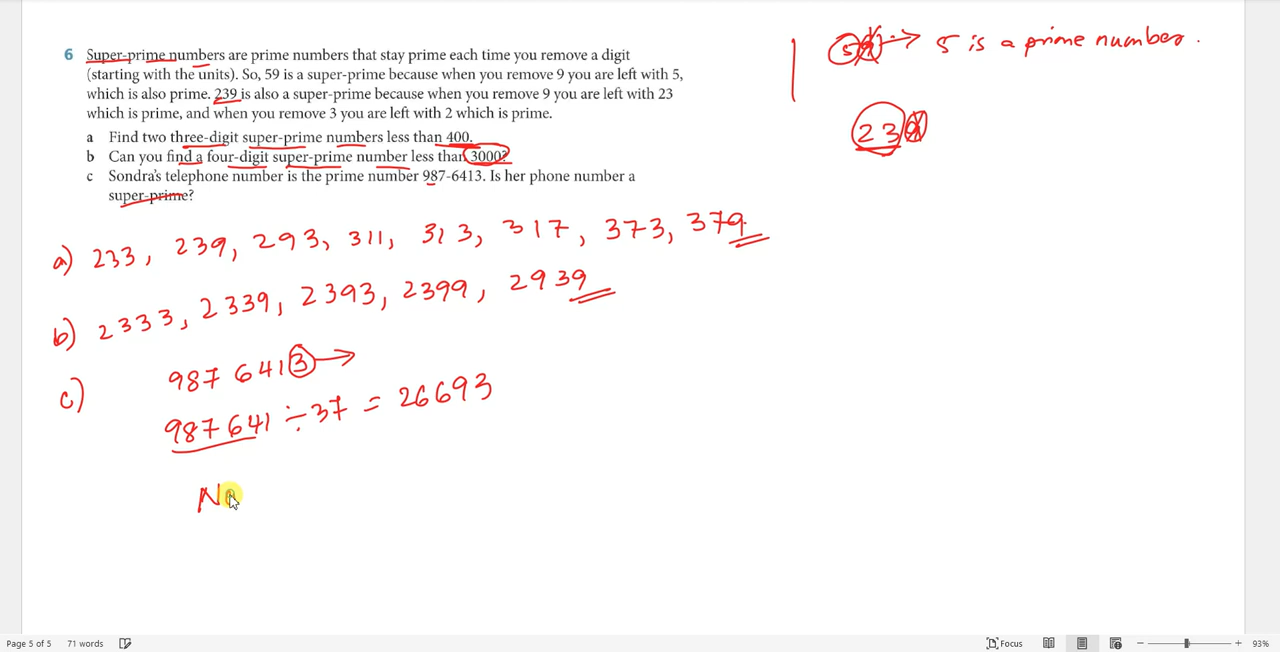 6 Super-prime numbers are prime numbers that stay prime each time you remove a digit
(starting with the units). So, 59 is a super-prime because when you remove 9 you are left with 5,
which is also prime. 239 is also a super-prime because when you remove 9 you are left with 23
which is prime, and when you remove 3 you are left with 2 which is prime.
a Find two three-digit super-prime numbers less than 400.
b Can you find a four-digit super-prime number less than 3000?
c Sondra's telephone number is the prime number 987-6413. Is her phone number a
super-prime?
59 → 5 is a prime number.
239
a) 233, 239, 293, 311, 313, 317, 373, 379
b) 2333, 2339, 2393, 2399, 2939
c) 987 6413 →
987 641 ÷ 37 = 26693
No
Page 5 of 5 71 words Focus 93%